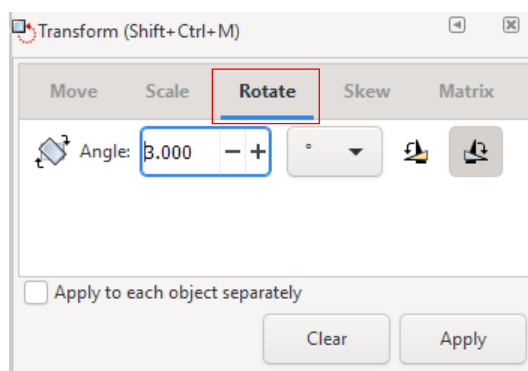 Transform (Shift+Ctrl+M)
Move Scale Rotate Skew Matrix
Angle: 3.000 − + °
Apply to each object separately
Clear Apply